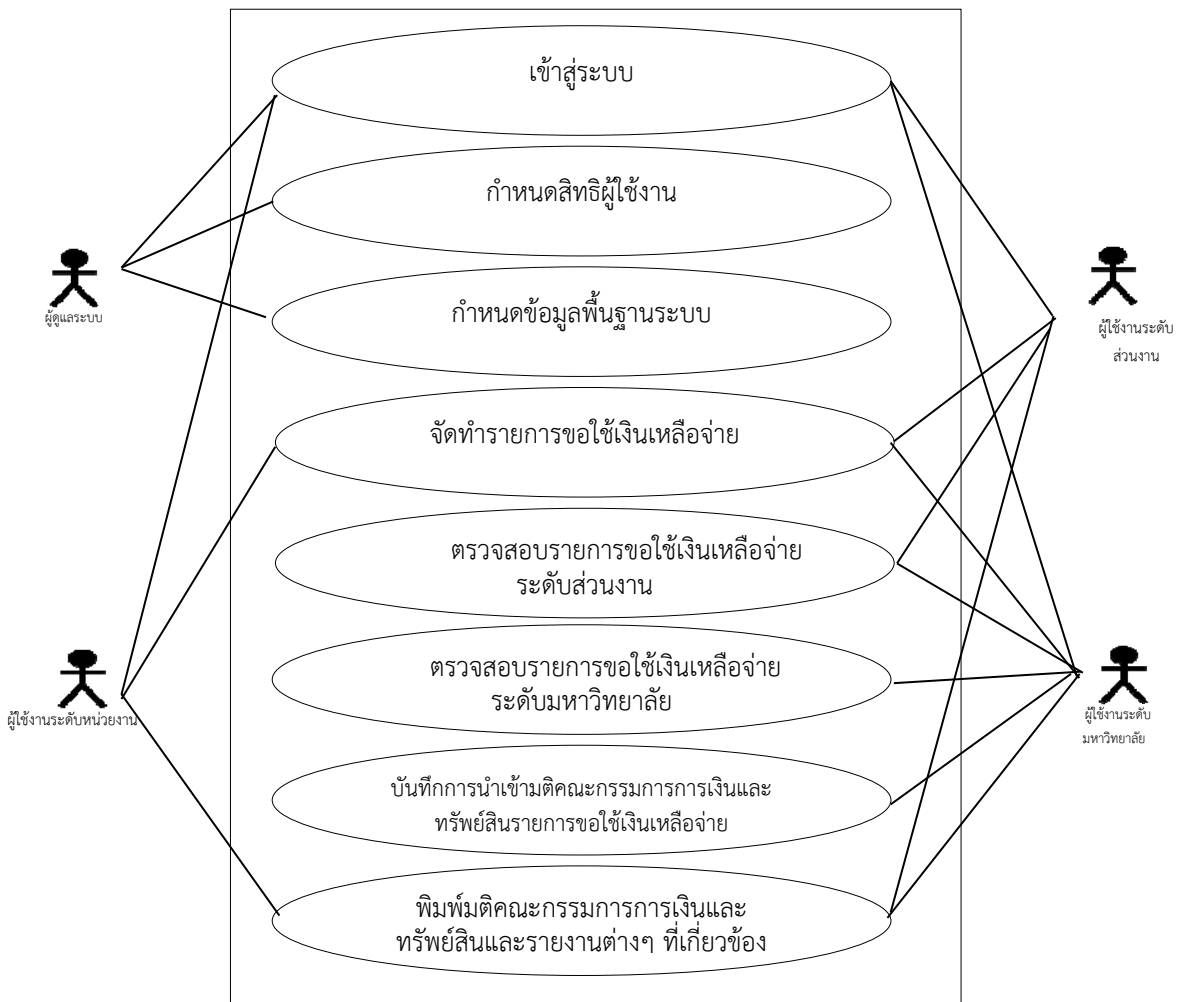 เข้าสู่ระบบ
กำหนดสิทธิผู้ใช้งาน
กำหนดข้อมูลพื้นฐานระบบ
ผู้ดูแลระบบ
ผู้ใช้งานระดับ
ส่วนงาน
จัดทำรายการขอใช้เงินเหลือจ่าย
ตรวจสอบรายการขอใช้เงินเหลือจ่าย
ระดับส่วนงาน
ตรวจสอบรายการขอใช้เงินเหลือจ่าย
ระดับมหาวิทยาลัย
ผู้ใช้งานระดับหน่วยงาน
ผู้ใช้งานระดับ
มหาวิทยาลัย
บันทึกการนำเข้ามติคณะกรรมการการเงินและ
ทรัพย์สินรายการขอใช้เงินเหลือจ่าย
พิมพ์มติคณะกรรมการการเงินและ
ทรัพย์สินและรายงานต่างๆ ที่เกี่ยวข้อง